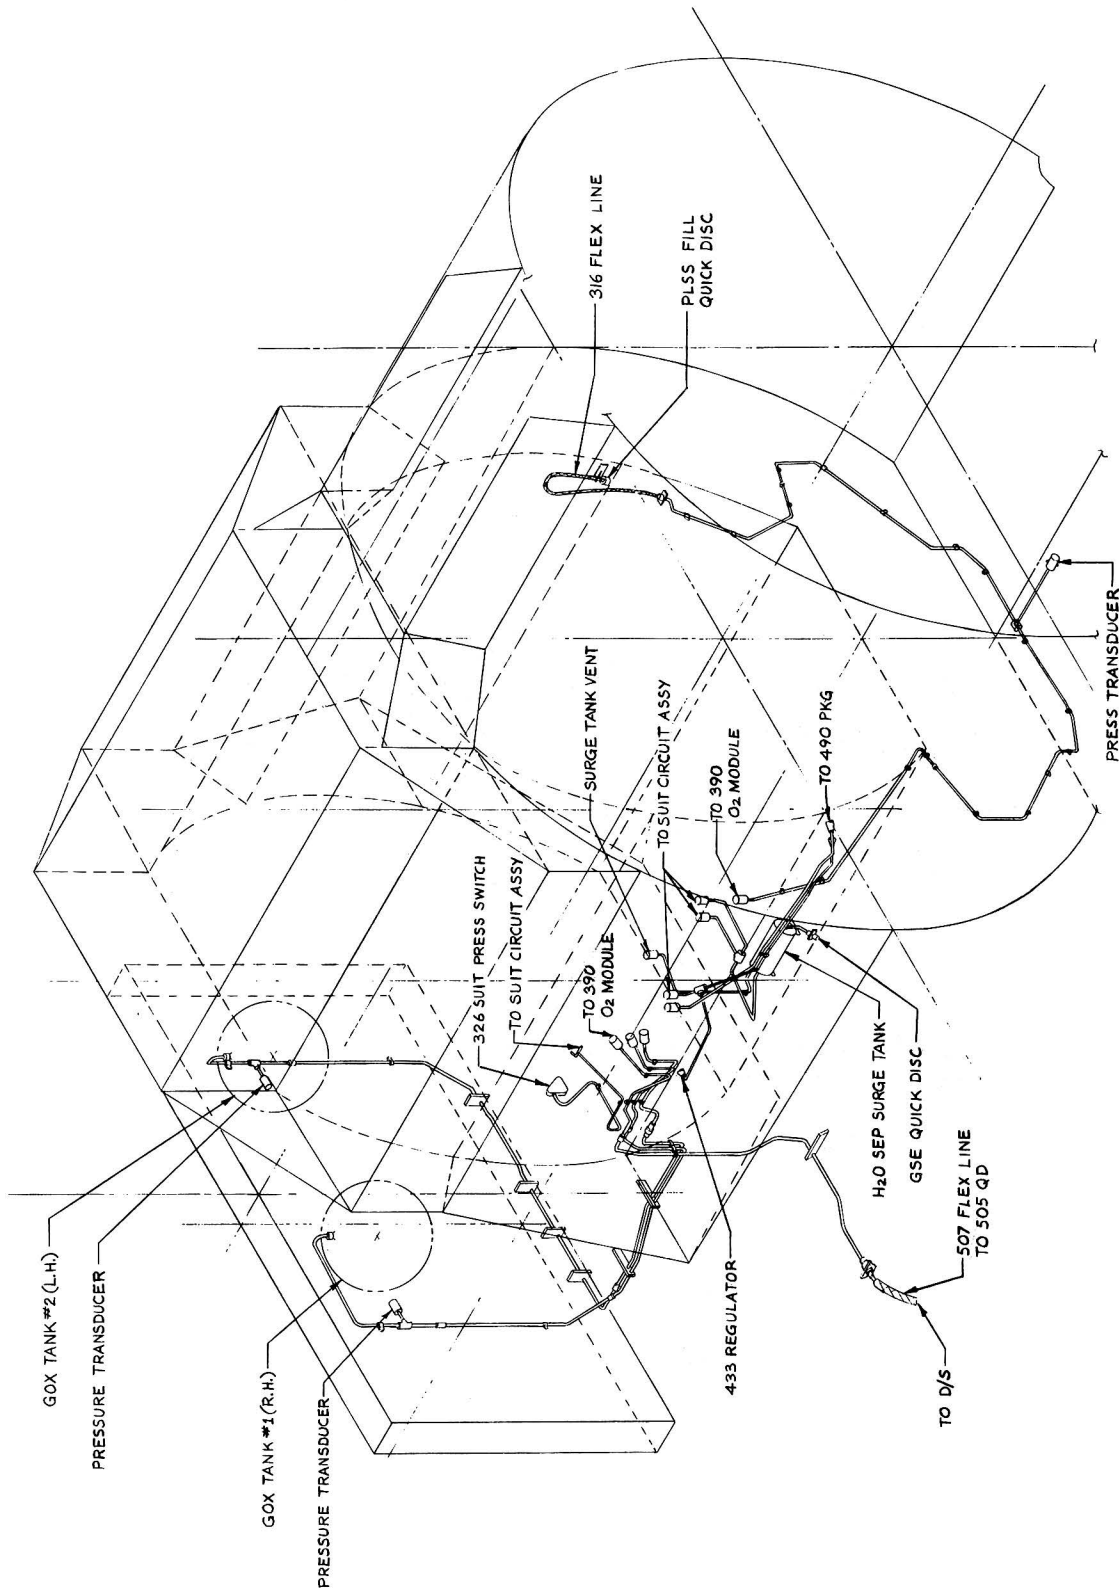 GOX TANK #2 (L.H.)
PRESSURE TRANSDUCER
GOX TANK #1 (R.H.)
PRESSURE TRANSDUCER
326 SUIT PRESS SWITCH
TO SUIT CIRCUIT ASSY
TO 390
O2 MODULE
SURGE TANK VENT
TO SUIT CIRCUIT ASSY
TO 390
O2 MODULE
TO 490 PKG
316 FLEX LINE
PLSS FILL
QUICK DISC
433 REGULATOR
TO D/S
507 FLEX LINE
TO 505 QD
H2O SEP SURGE TANK
GSE QUICK DISC
PRESS TRANSDUCER